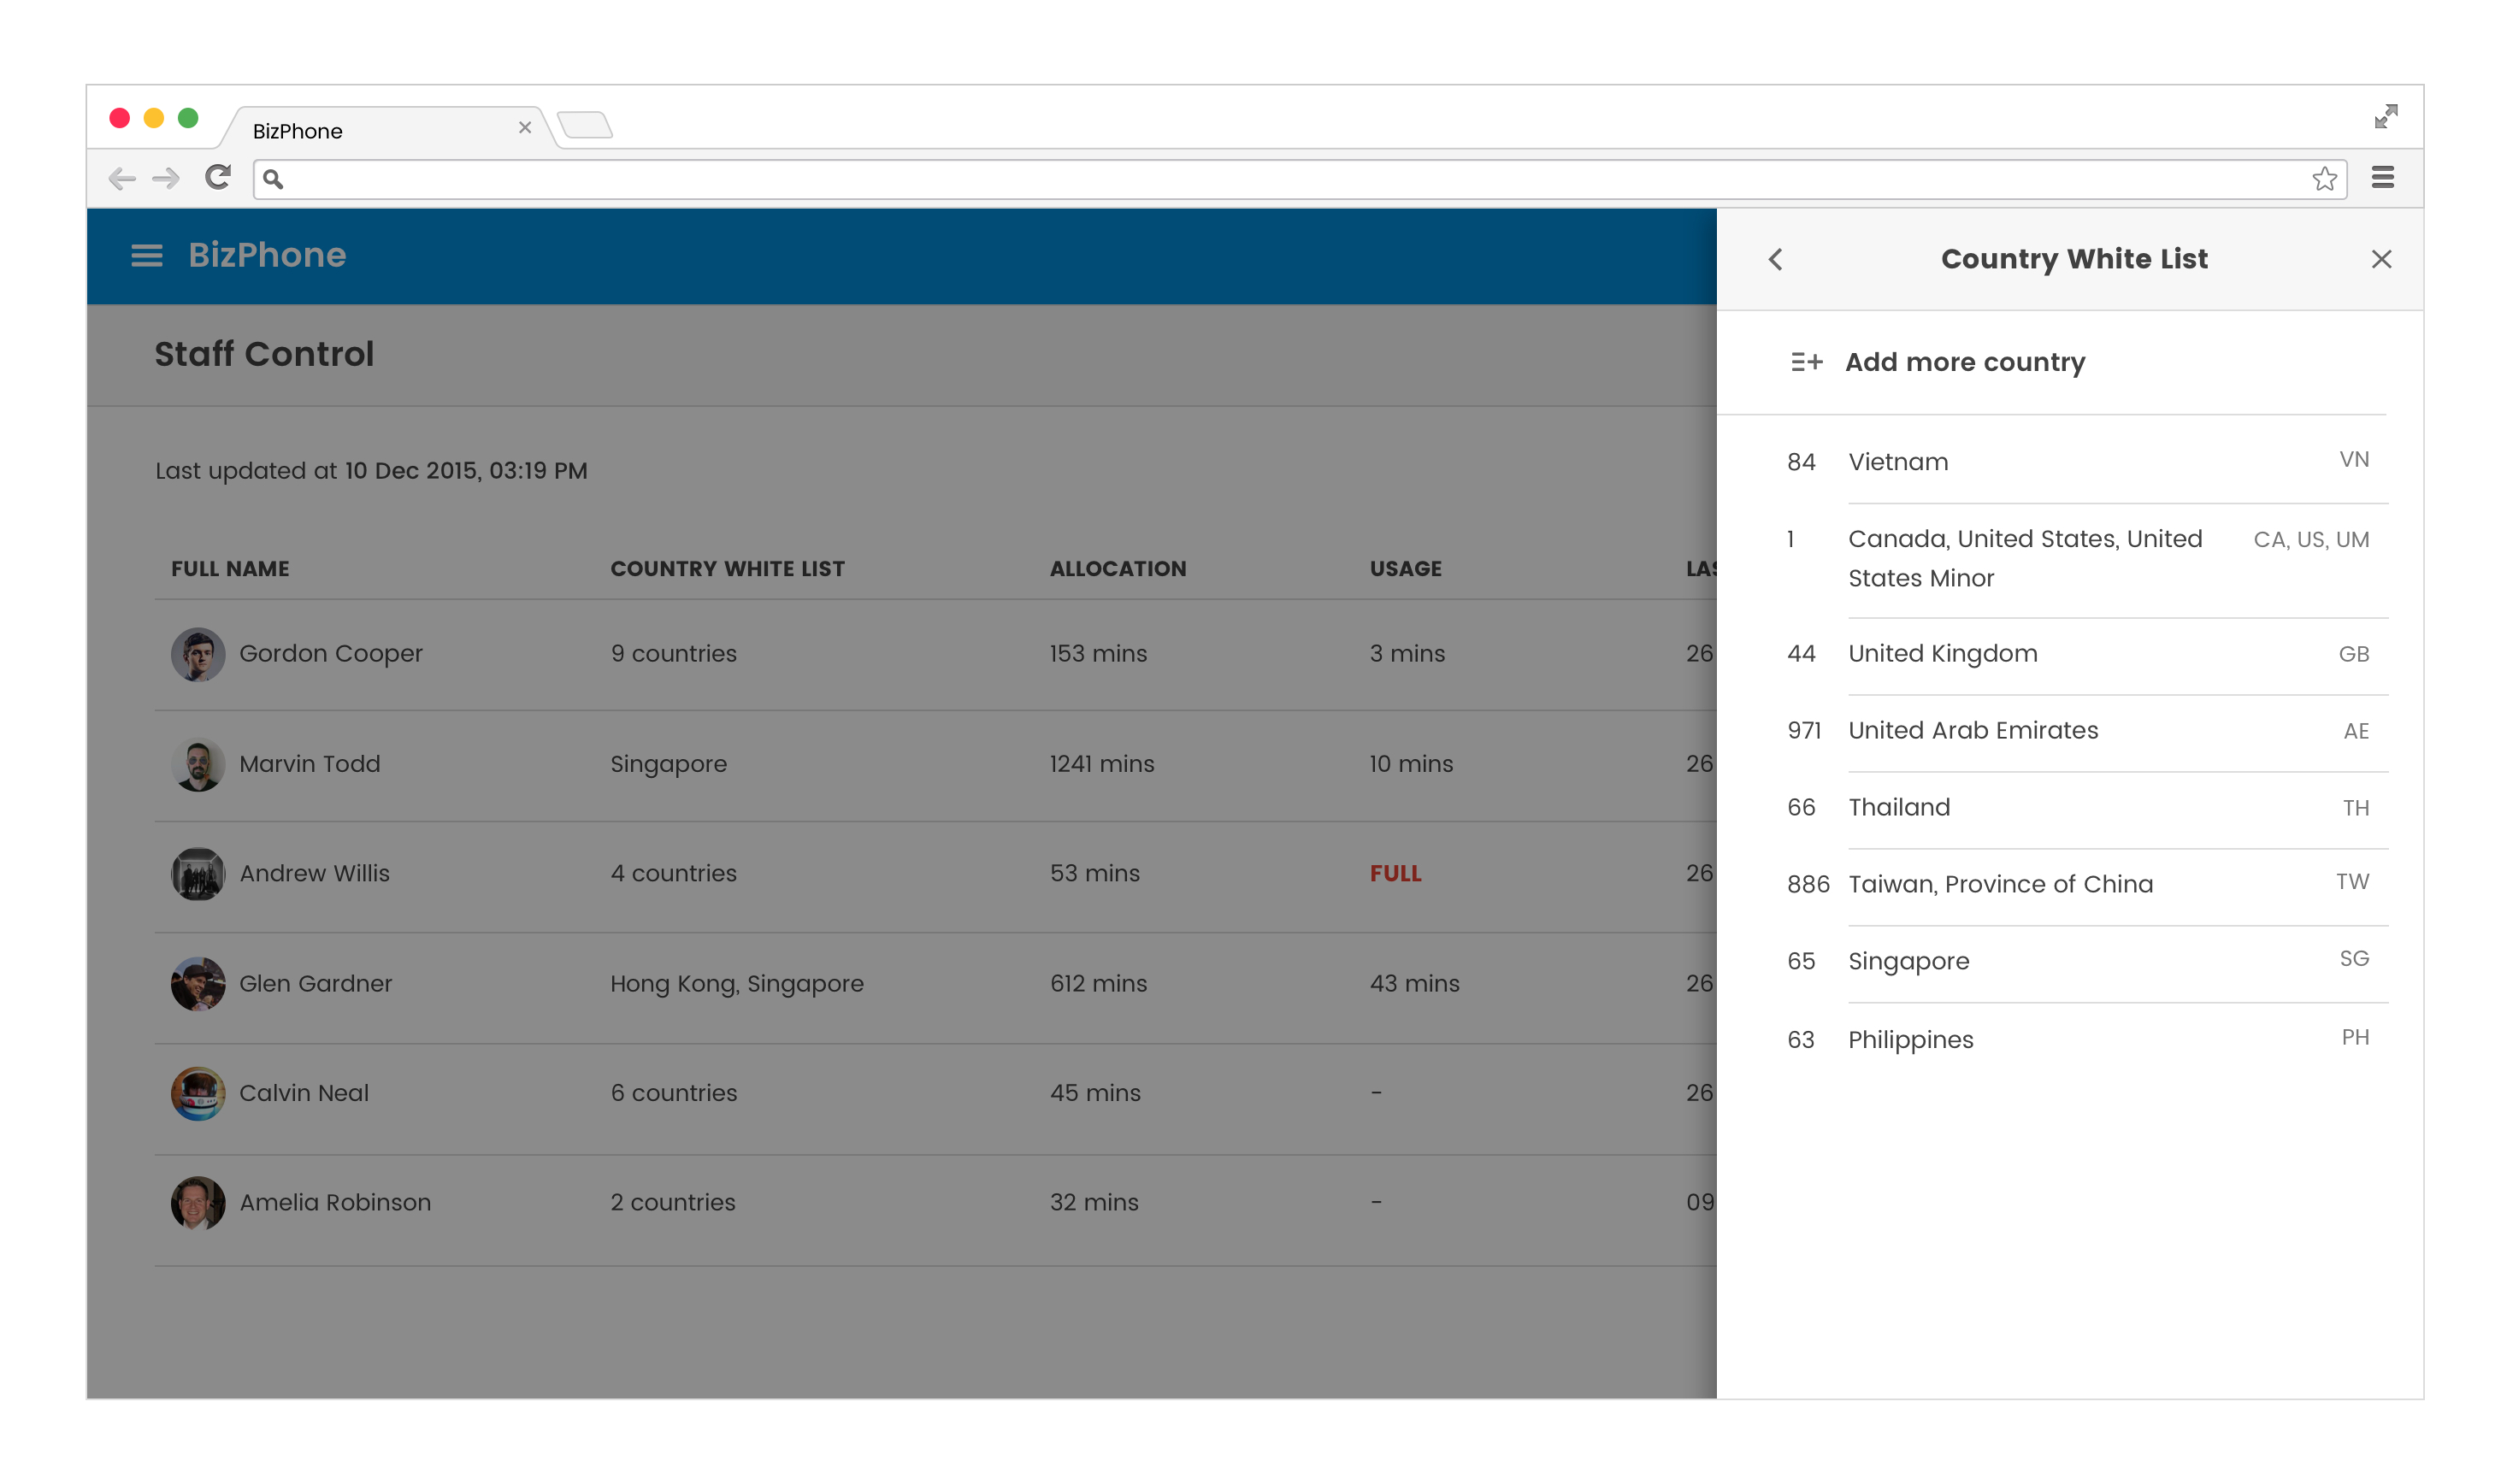 BizPhone
BizPhone
Staff Control
Last updated at 10 Dec 2015, 03:19 PM
FULL NAME COUNTRY WHITE LIST ALLOCATION USAGE
Gordon Cooper 9 countries 153 mins 3 mins 26
Marvin Todd Singapore 1241 mins 10 mins 26
Andrew Willis 4 countries 53 mins FULL 26
Glen Gardner Hong Kong, Singapore 612 mins 43 mins 26
Calvin Neal 6 countries 45 mins - 26
Amelia Robinson 2 countries 32 mins - 09
Country White List
Add more country
84 Vietnam VN
1 Canada, United States, United CA, US, UM
States Minor
44 United Kingdom GB
971 United Arab Emirates AE
66 Thailand TH
886 Taiwan, Province of China TW
65 Singapore SG
63 Philippines PH